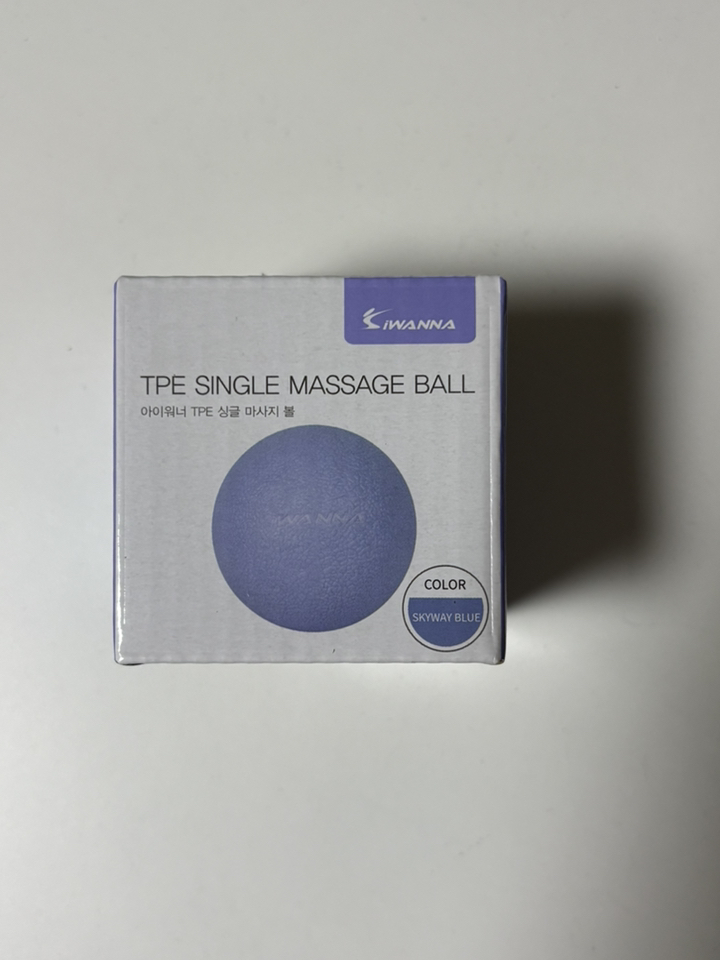 iWANNA
TPE SINGLE MASSAGE BALL
아이워너 TPE 싱글 마사지 볼
iWANNA
COLOR
SKYWAY BLUE